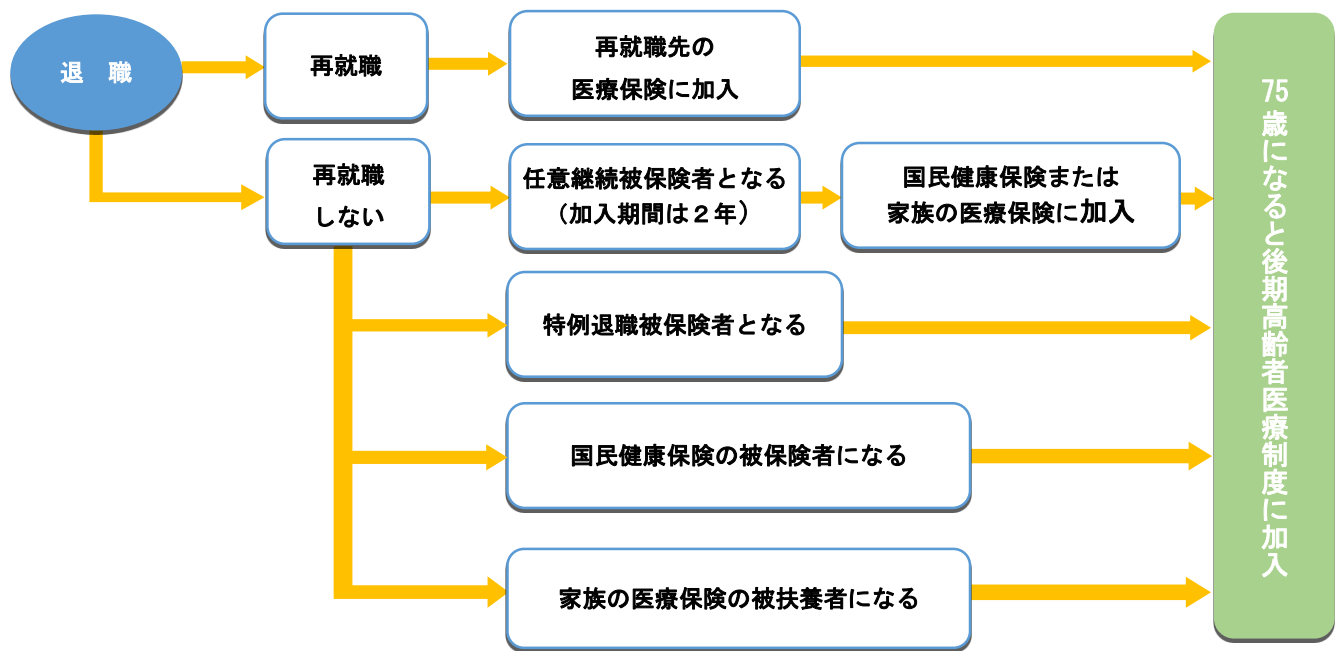 退　職
再就職
再就職先の
医療保険に加入
再就職
しない
任意継続被保険者となる
（加入期間は２年）
国民健康保険または
家族の医療保険に加入
特例退職被保険者となる
国民健康保険の被保険者になる
家族の医療保険の被扶養者になる
75歳になると後期高齢者医療制度に加入